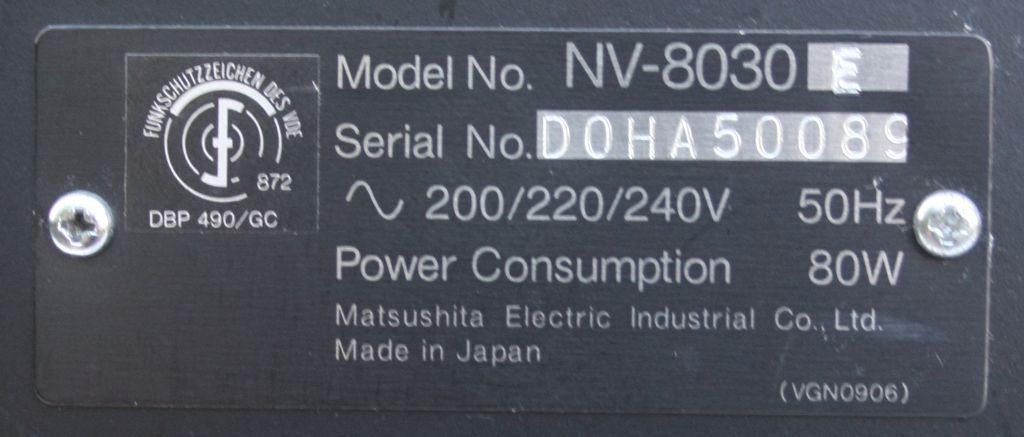 FUNKSCHUTZZEICHEN DES VDE
872
DBP 490/GC
Model No. NV-8030 E
Serial No. D0HA50089
∿ 200/220/240V 50Hz
Power Consumption 80W
Matsushita Electric Industrial Co., Ltd.
Made in Japan
(VGN0906)